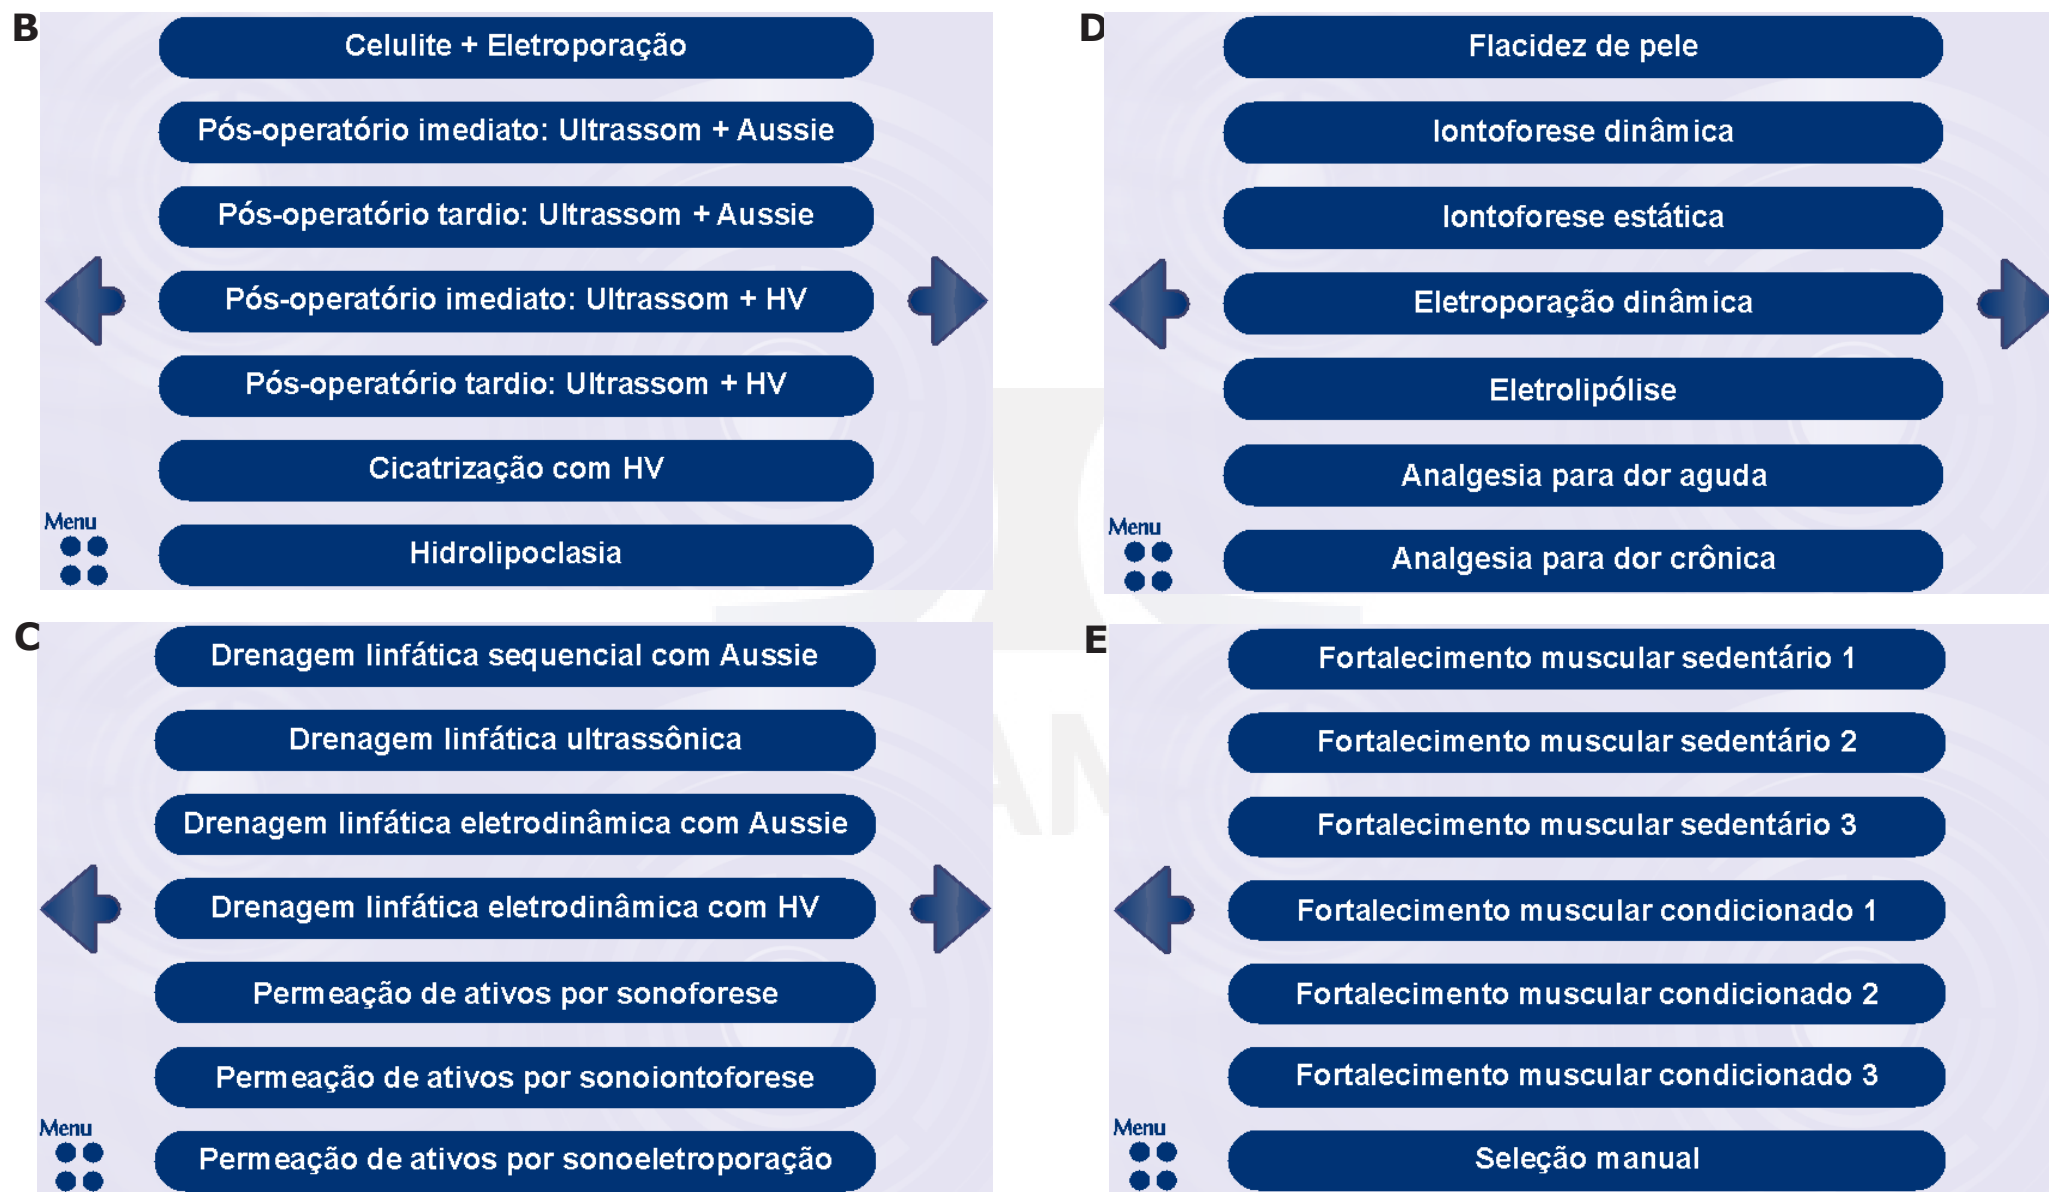 B
Celulite + Eletroporação
Pós-operatório imediato: Ultrassom + Aussie
Pós-operatório tardio: Ultrassom + Aussie
Pós-operatório imediato: Ultrassom + HV
Pós-operatório tardio: Ultrassom + HV
Cicatrização com HV
Menu
Hidrolipoclasia
C
Drenagem linfática sequencial com Aussie
Drenagem linfática ultrassônica
Drenagem linfática eletrodinâmica com Aussie
Drenagem linfática eletrodinâmica com HV
Permeação de ativos por sonoforese
Permeação de ativos por sonoiontoforese
Menu
Permeação de ativos por sonoeletroporação
D
Flacidez de pele
Iontoforese dinâmica
Iontoforese estática
Eletroporação dinâmica
Eletrolipólise
Analgesia para dor aguda
Menu
Analgesia para dor crônica
E
Fortalecimento muscular sedentário 1
Fortalecimento muscular sedentário 2
Fortalecimento muscular sedentário 3
Fortalecimento muscular condicionado 1
Fortalecimento muscular condicionado 2
Fortalecimento muscular condicionado 3
Menu
Seleção manual